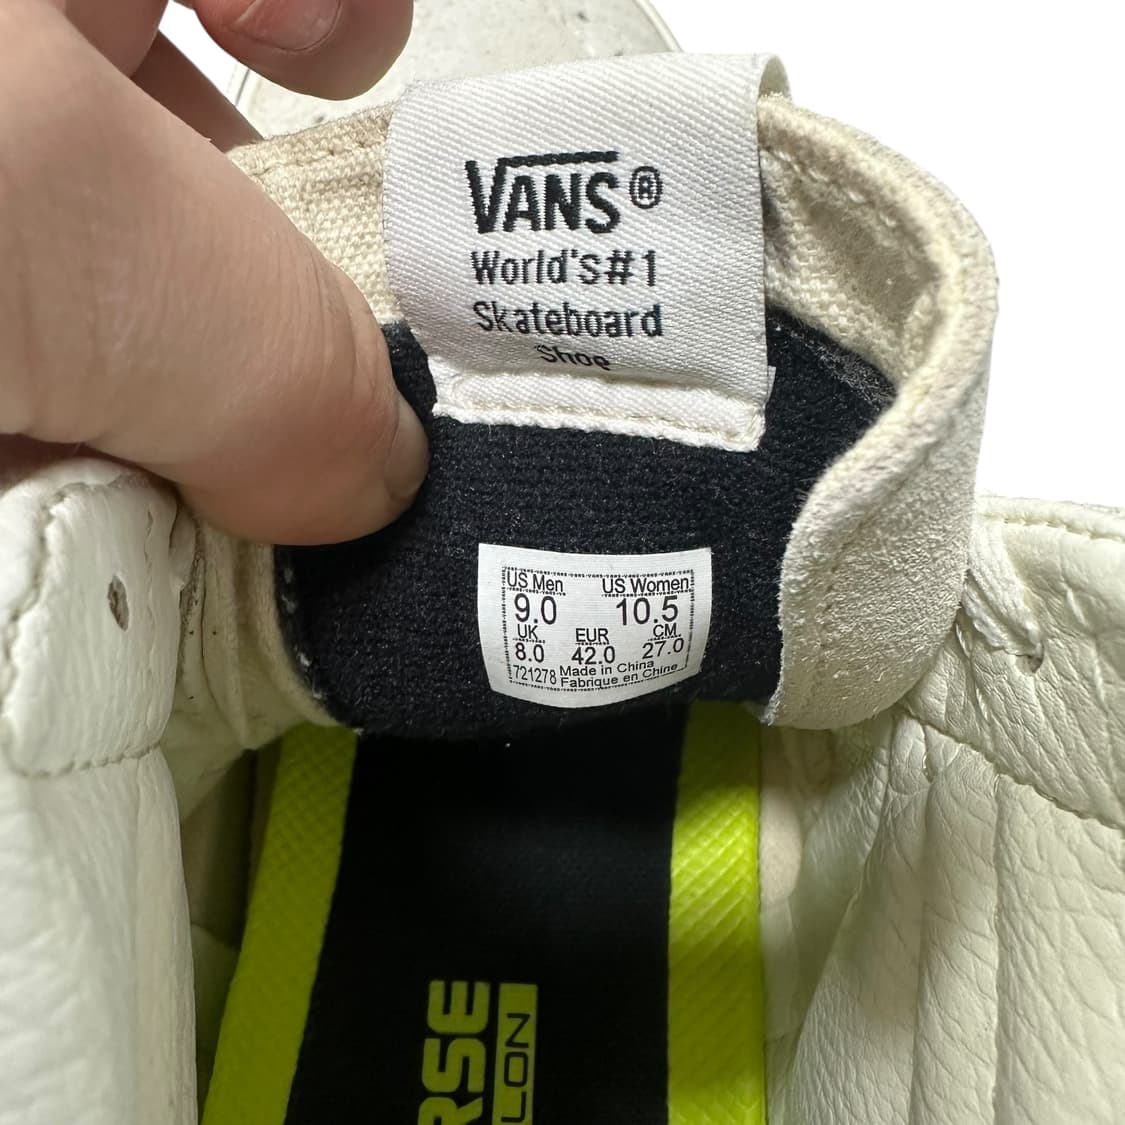 VANS®
World's#1
Skateboard
Shoe
US Men US Women
9.0 10.5
UK EUR CM
8.0 42.0 27.0
721278 Made in China
Fabrique en Chine
RSE
LON